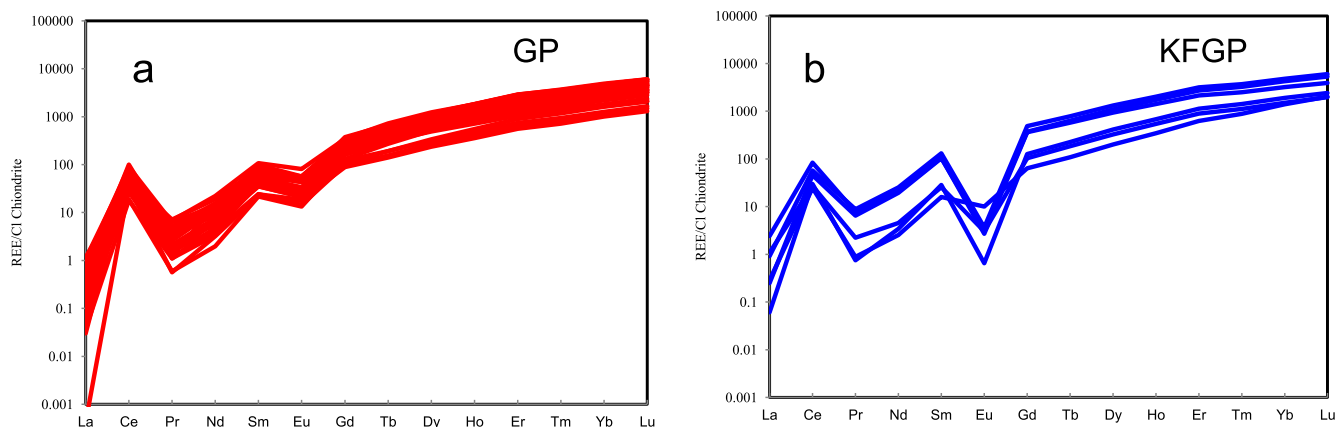 100000
10000
1000
100
10
1
0.1
0.01
0.001
REE/Cl Chiondrite
a
GP
La Ce Pr Nd Sm Eu Gd Tb Dy Ho Er Tm Yb Lu
100000
10000
1000
100
10
1
0.1
0.01
0.001
REE/Cl Chiondrite
b
KFGP
La Ce Pr Nd Sm Eu Gd Tb Dy Ho Er Tm Yb Lu